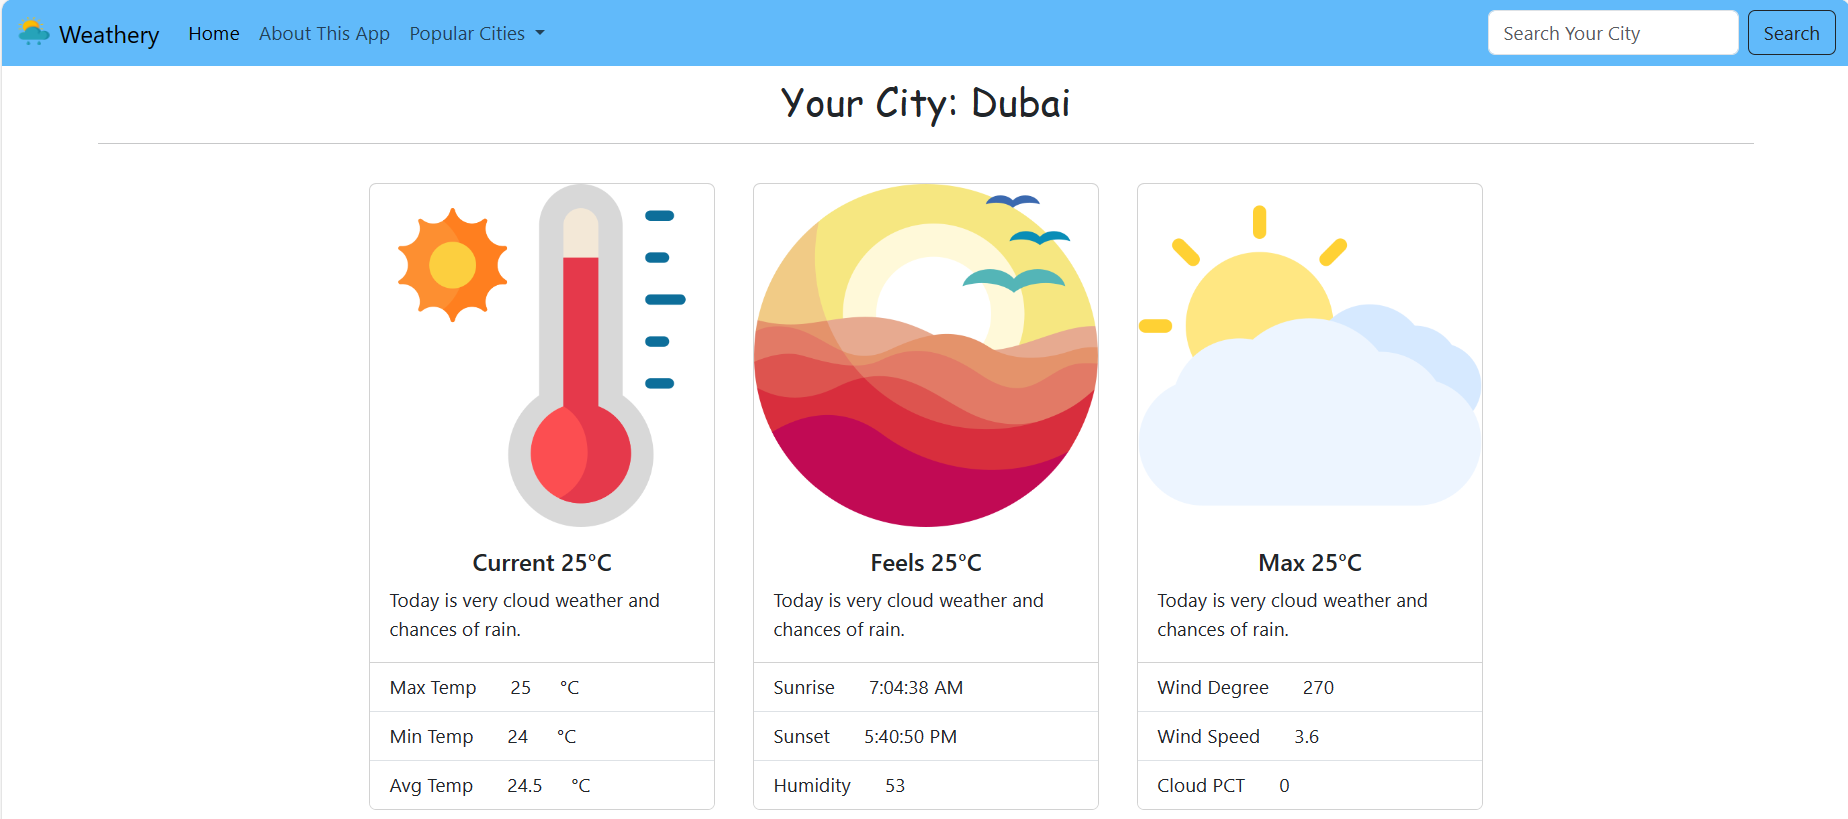 Weathery Home About This App Popular Cities Search Your City Search
Your City: Dubai
Current 25°C
Today is very cloud weather and
chances of rain.
Max Temp 25 °C
Min Temp 24 °C
Avg Temp 24.5 °C
Feels 25°C
Today is very cloud weather and
chances of rain.
Sunrise 7:04:38 AM
Sunset 5:40:50 PM
Humidity 53
Max 25°C
Today is very cloud weather and
chances of rain.
Wind Degree 270
Wind Speed 3.6
Cloud PCT 0